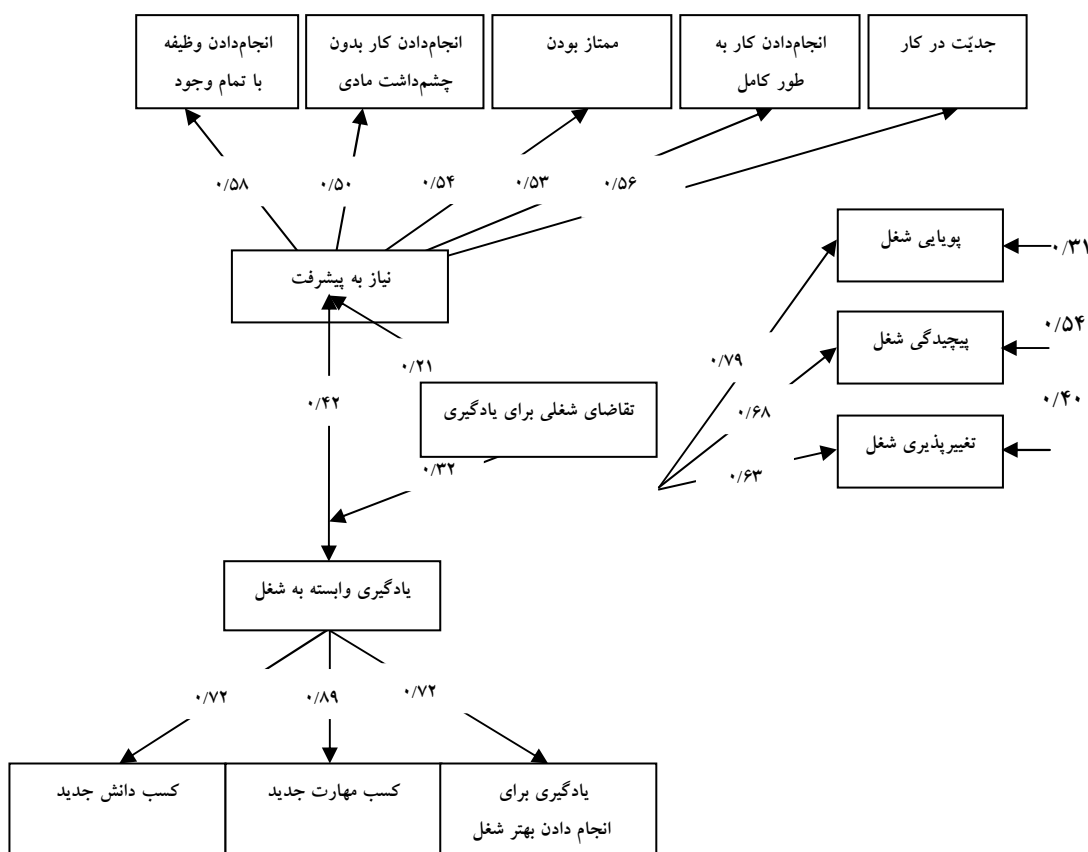 جدیّت در کار
انجام‌دادن کار به
طور کامل
ممتاز بودن
انجام‌دادن کار بدون
چشم‌داشت مادی
انجام‌دادن وظیفه
با تمام وجود
۰/۵۶
۰/۵۳
۰/۵۴
۰/۵۰
۰/۵۸
نیاز به پیشرفت
پویایی شغل
۰/۳۱
پیچیدگی شغل
۰/۵۴
تغییرپذیری شغل
۰/۴۰
۰/۷۹
۰/۶۸
۰/۶۳
۰/۲۱
۰/۴۲
تقاضای شغلی برای یادگیری
۰/۳۲
یادگیری وابسته به شغل
۰/۷۲
۰/۸۹
۰/۷۲
یادگیری برای
انجام دادن بهتر شغل
کسب مهارت جدید
کسب دانش جدید